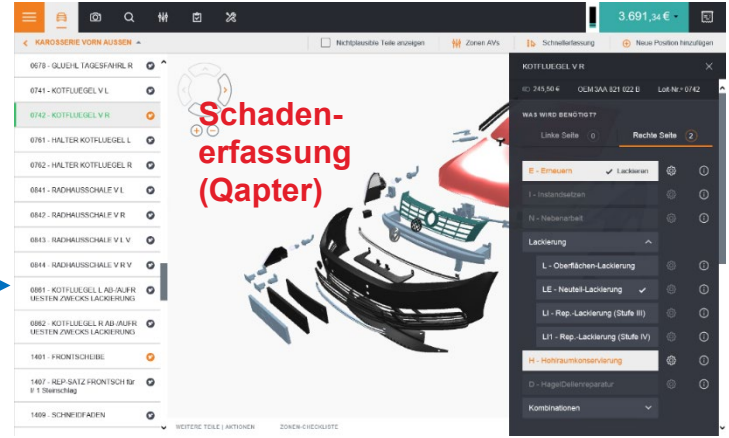 3.691,34 €
KAROSSERIE VORN AUSSEN
Nichtplausible Teile anzeigen
Zonen AVs
Schnellerfassung
Neue Position hinzufügen
0678 - GLUEHL TAGESFAHRL R
0741 - KOTFLUEGEL V L
0742 - KOTFLUEGEL V R
0761 - HALTER KOTFLUEGEL L
0762 - HALTER KOTFLUEGEL R
0841 - RADHAUSSCHALE V L
0842 - RADHAUSSCHALE V R
0843 - RADHAUSSCHALE V L V
0844 - RADHAUSSCHALE V R V
0861 - KOTFLUEGEL L AB-/AUFR
UESTEN ZWECKS LACKIERUNG
0862 - KOTFLUEGEL R AB-/AUFR
UESTEN ZWECKS LACKIERUNG
1401 - FRONTSCHEIBE
1407 - REP-SATZ FRONTSCH für
1 Steinschlag
1409 - SCHNEIDFADEN
Schaden-
erfassung
(Qapter)
WEITERE TEILE | AKTIONEN
ZONEN-CHECKLISTE
KOTFLUEGEL V R
245,50 €
OEM 3AA 821 022 B
Leit-Nr.* 0742
WAS WIRD BENÖTIGT?
Linke Seite 0
Rechte Seite 2
E - Erneuern
Lackieren
I - Instandsetzen
N - Nebenarbeit
Lackierung
L - Oberflächen-Lackierung
LE - Neuteil-Lackierung
LI - Rep.-Lackierung (Stufe III)
LI1 - Rep.-Lackierung (Stufe IV)
H - Hohlraumkonservierung
D - HagelDellenreparatur
Kombinationen